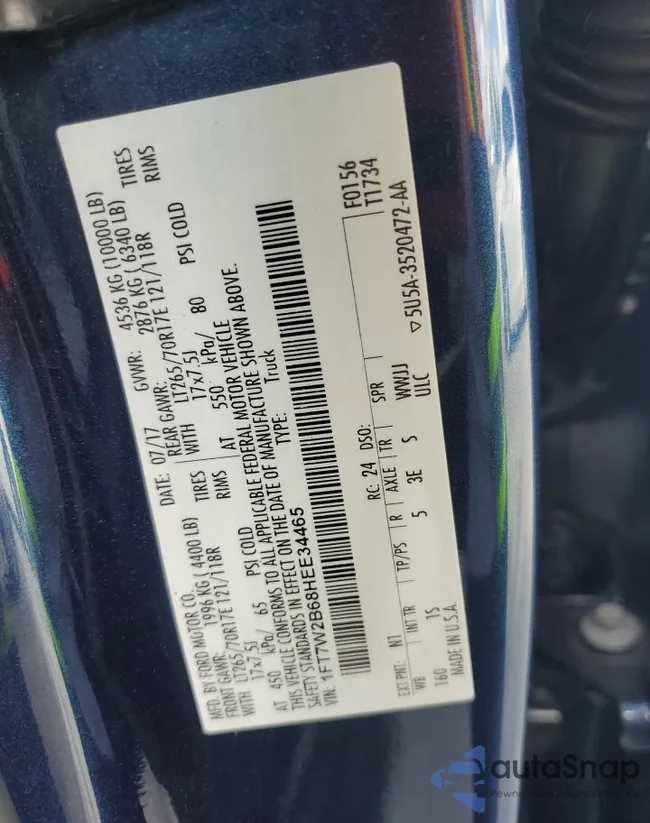 MFD. BY FORD MOTOR CO.
DATE: 07/17 GVWR: 4536 KG (10000 LB)
FRONT GAWR: 1996 KG ( 4400 LB)
REAR GAWR: 2876 KG ( 6340 LB)
WITH LT265/70R17E 121/118R TIRES
WITH LT265/70R17E 121/118R TIRES
17x7.5J RIMS
17x7.5J RIMS
AT 450 kPa/ 65 PSI COLD
AT 550 kPa/ 80 PSI COLD
THIS VEHICLE CONFORMS TO ALL APPLICABLE FEDERAL MOTOR VEHICLE
SAFETY STANDARDS IN EFFECT ON THE DATE OF MANUFACTURE SHOWN ABOVE.
VIN: 1FT7W2B68HEE34465 TYPE: Truck
F0156
T1734
EXT PNT: N1 RC: 24 DSO:
WB INT TR TP/PS R AXLE TR SPR
160 1S 5 3E S WWJJ
ULC
MADE IN U.S.A. ▽5U5A-3520472-AA
autaSnap